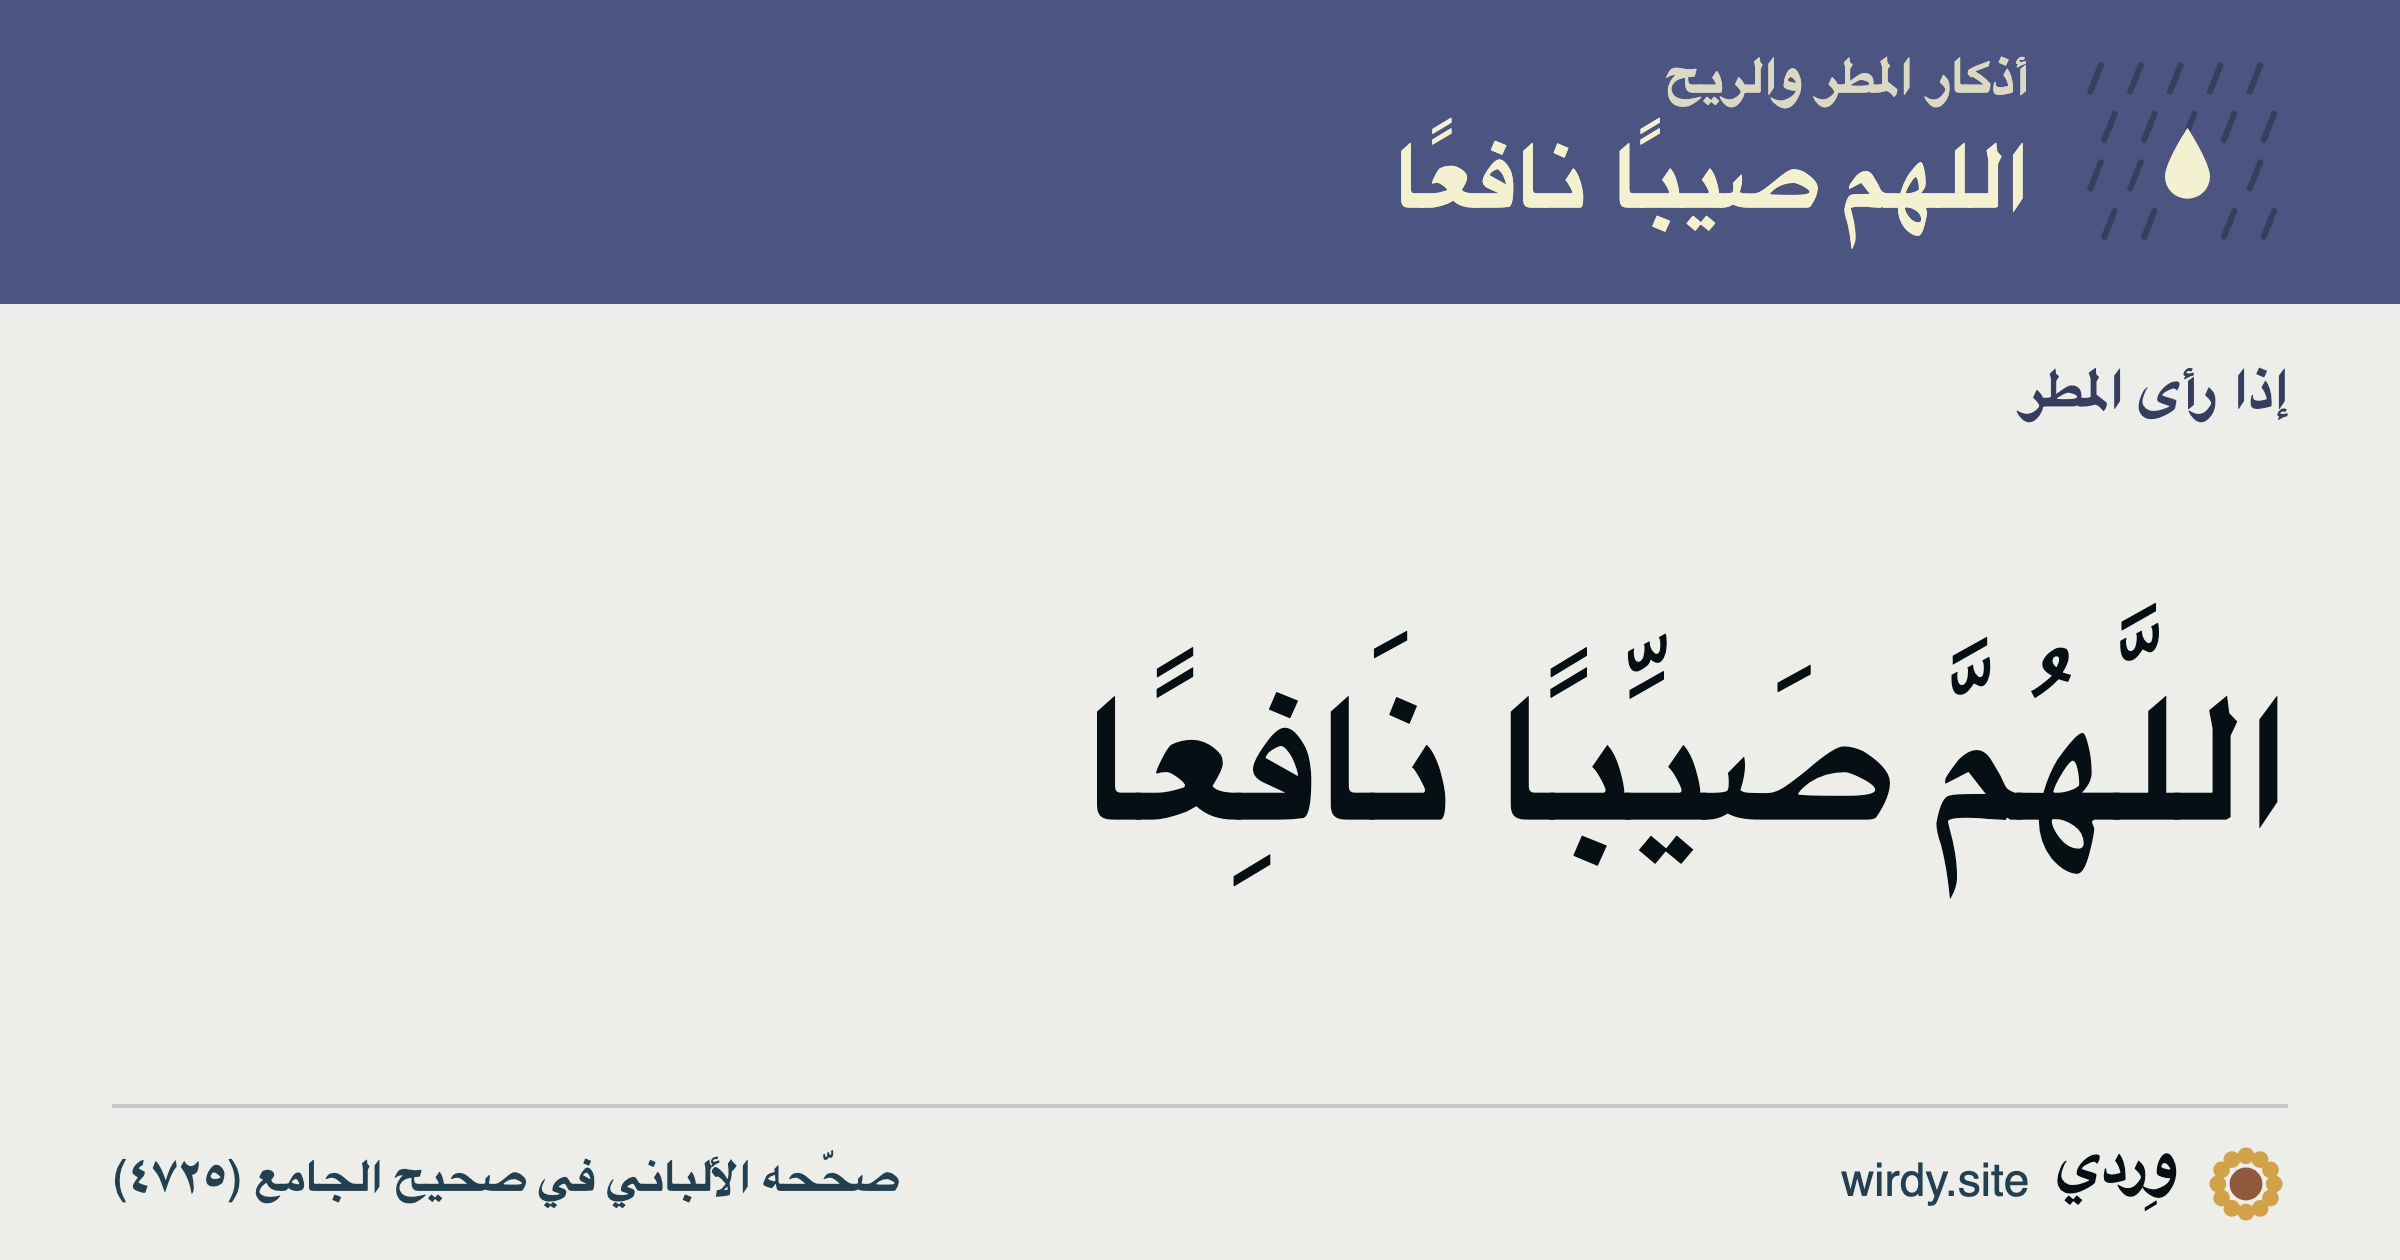 أذكار المطر والريح
اللهم صيبًا نافعًا
إذا رأى المطر
اللَّهُمَّ صَيِّبًا نَافِعًا
وِردي wirdy.site
صحّحه الألباني في صحيح الجامع (٤٧٢٥)